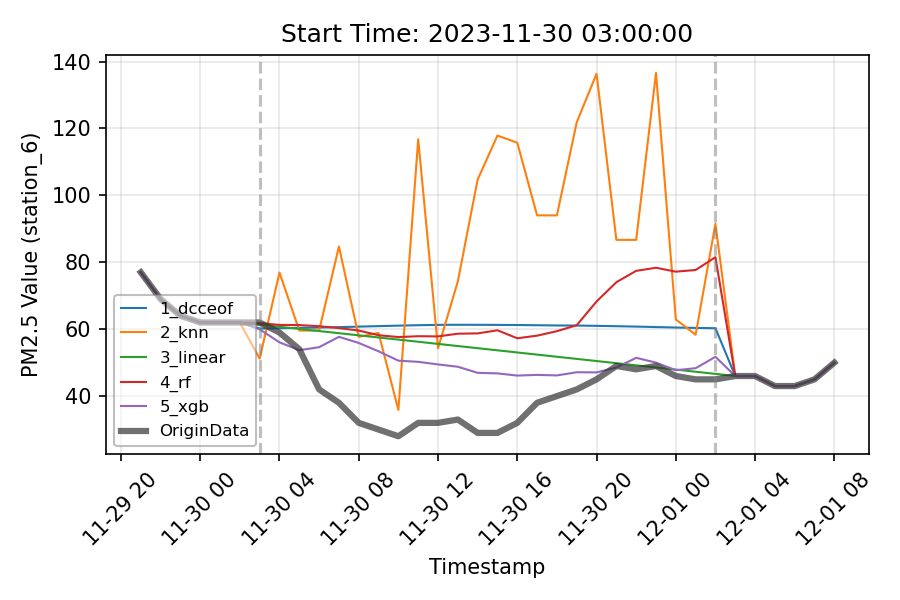 Start Time: 2023-11-30 03:00:00
PM2.5 Value (station_6)
140
120
100
80
60
40
1_dcceof
2_knn
3_linear
4_rf
5_xgb
OriginData
11-29 20
11-30 00
11-30 04
11-30 08
11-30 12
11-30 16
11-30 20
12-01 00
12-01 04
12-01 08
Timestamp